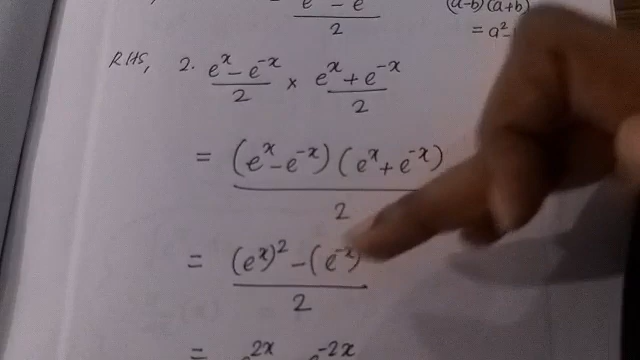 e − e
2
(a-b)(a+b)
= a²-
RHS, 2. e^x − e^-x / 2 × e^x + e^-x / 2
= (e^x − e^-x)(e^x + e^-x) / 2
= (e^x)² − (e^-x) / 2
= e^2x e^-2x